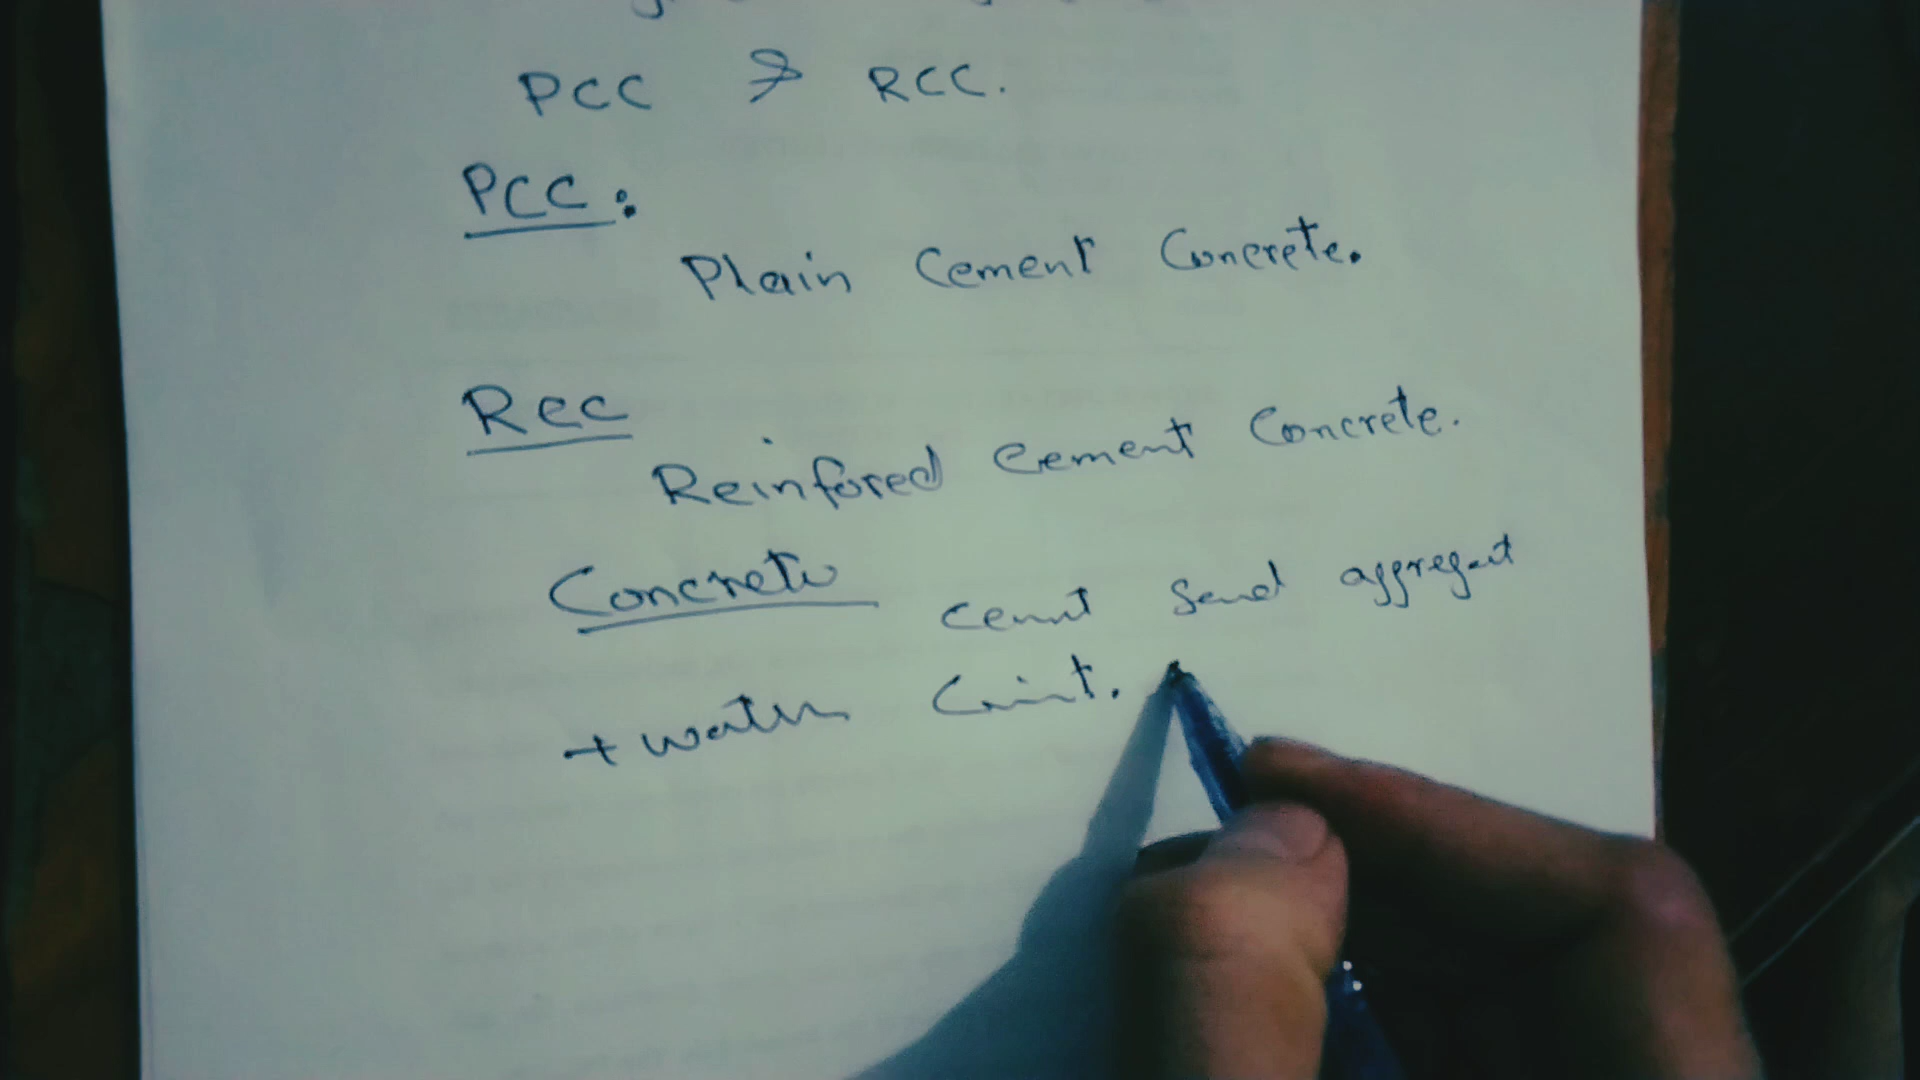 PCC & RCC.
PCC:
Plain Cement Concrete.
Rcc
Reinfored Cement Concrete.
Concrete cemnt Sand aggregat
+ water